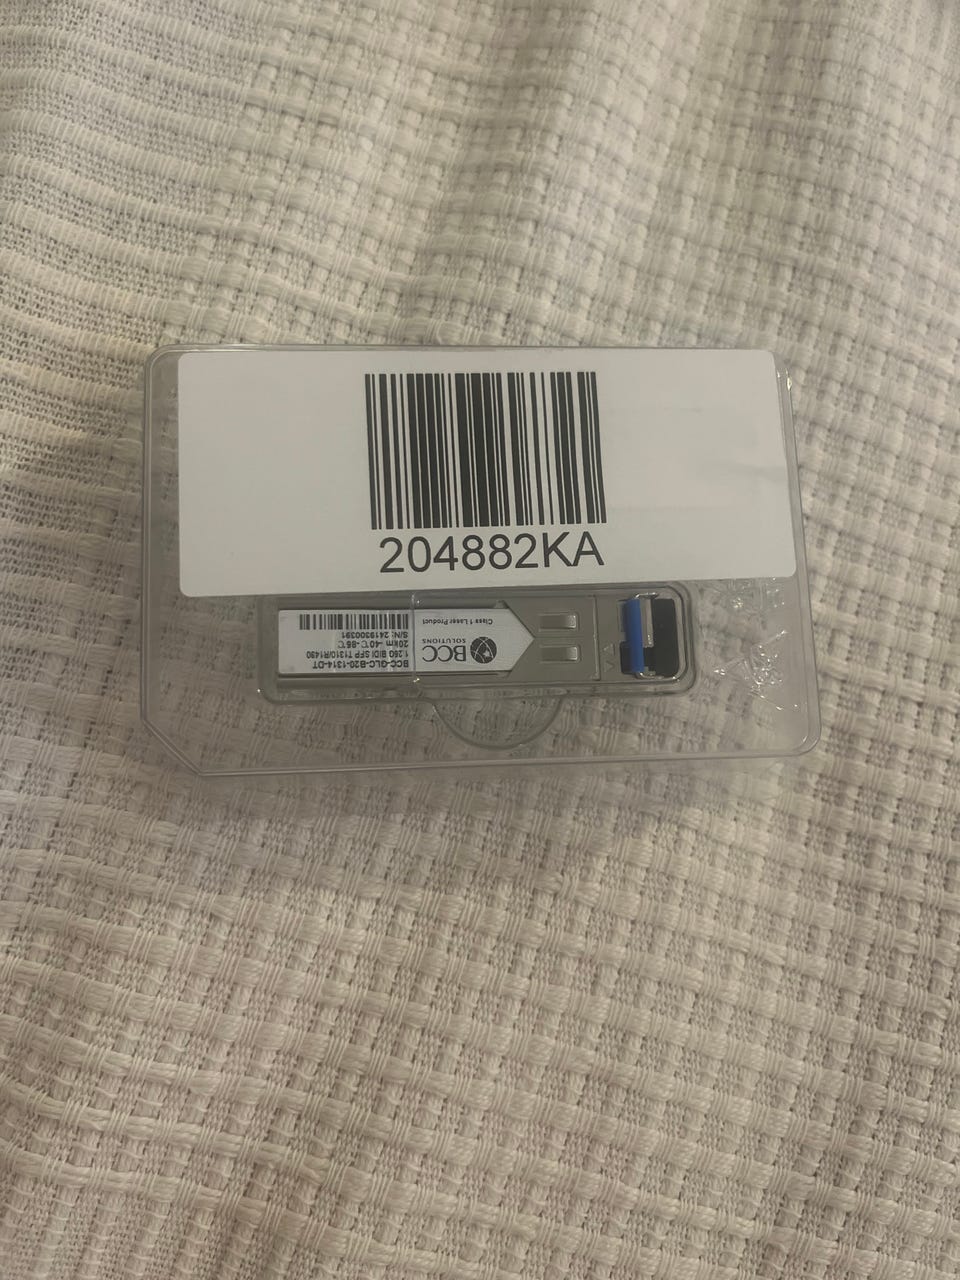 204882KA
BCC
SOLUTIONS
Class 1 Laser Product
BCC-GLC-B20-1314-DT
1.25G BIDI SFP T1310/R1490
20km -40℃-85℃
S/N: 2419300391